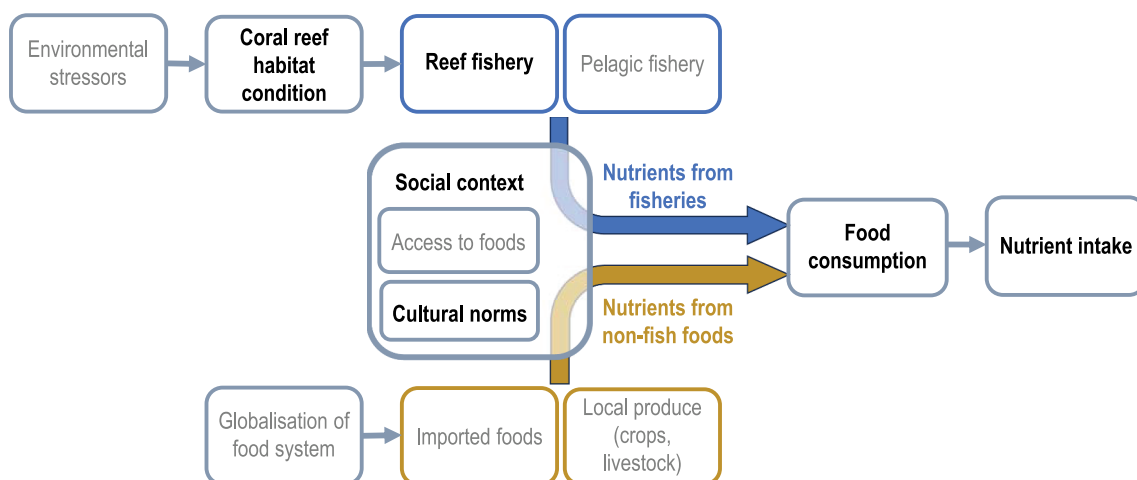 Environmental
stressors
Coral reef
habitat
condition
Reef fishery
Pelagic fishery
Social context
Access to foods
Cultural norms
Nutrients from
fisheries
Nutrients from
non-fish foods
Food
consumption
Nutrient intake
Globalisation of
food system
Imported foods
Local produce
(crops,
livestock)